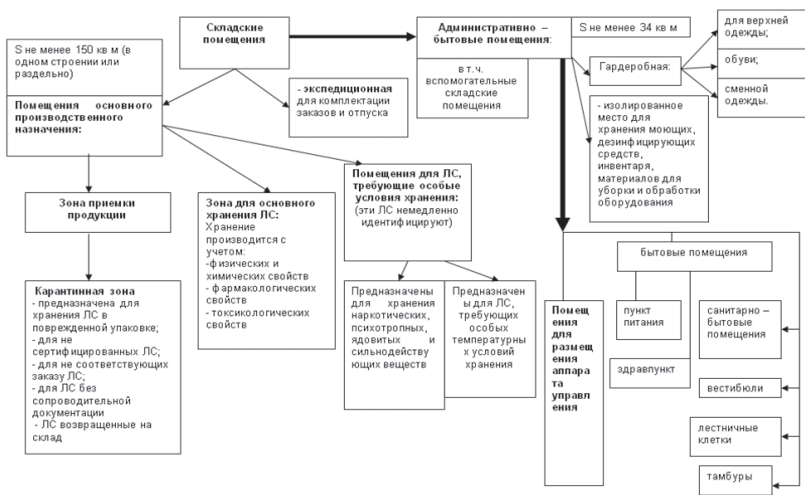 S не менее 150 кв м (в
одном строении или
раздельно)
Помещения основного
производственного
назначения:
Складские
помещения
- экспедиционная
для комплектации
заказов и отпуска
Административно –
бытовые помещения:
в т.ч.
вспомогательные
складские
помещения
S не менее 34 кв м
Гардеробная:
для верхней
одежды;
обуви;
сменной
одежды.
- изолированное
место для
хранения моющих,
дезинфицирующих
средств,
инвентаря,
материалов для
уборки и обработки
оборудования
Зона приемки
продукции
Зона для основного
хранения ЛС:
Хранение
производится с
учетом:
-физических и
химических свойств
- фармакологических
свойств
- токсикологических
свойств
Помещения для ЛС,
требующие особые
условия хранения:
(эти ЛС немедленно
идентифицируют)
Карантинная зона
- предназначена для
хранения ЛС в
поврежденной упаковке;
- для не
сертифицированных ЛС;
- для не соответствующих
заказу ЛС;
- для ЛС без
сопроводительной
документации
- ЛС возвращенные на
склад
Предназначены
для хранения
наркотических,
психотропных,
ядовитых и
сильнодейству
ющих веществ
Предназначен
ы для ЛС,
требующих
особых
температурны
х условий
хранения
Помещ
ения
для
размещ
ения
аппара
та
управл
ения
бытовые помещения
пункт
питания
здравпункт
санитарно –
бытовые
помещения
вестибюли
лестничные
клетки
тамбуры